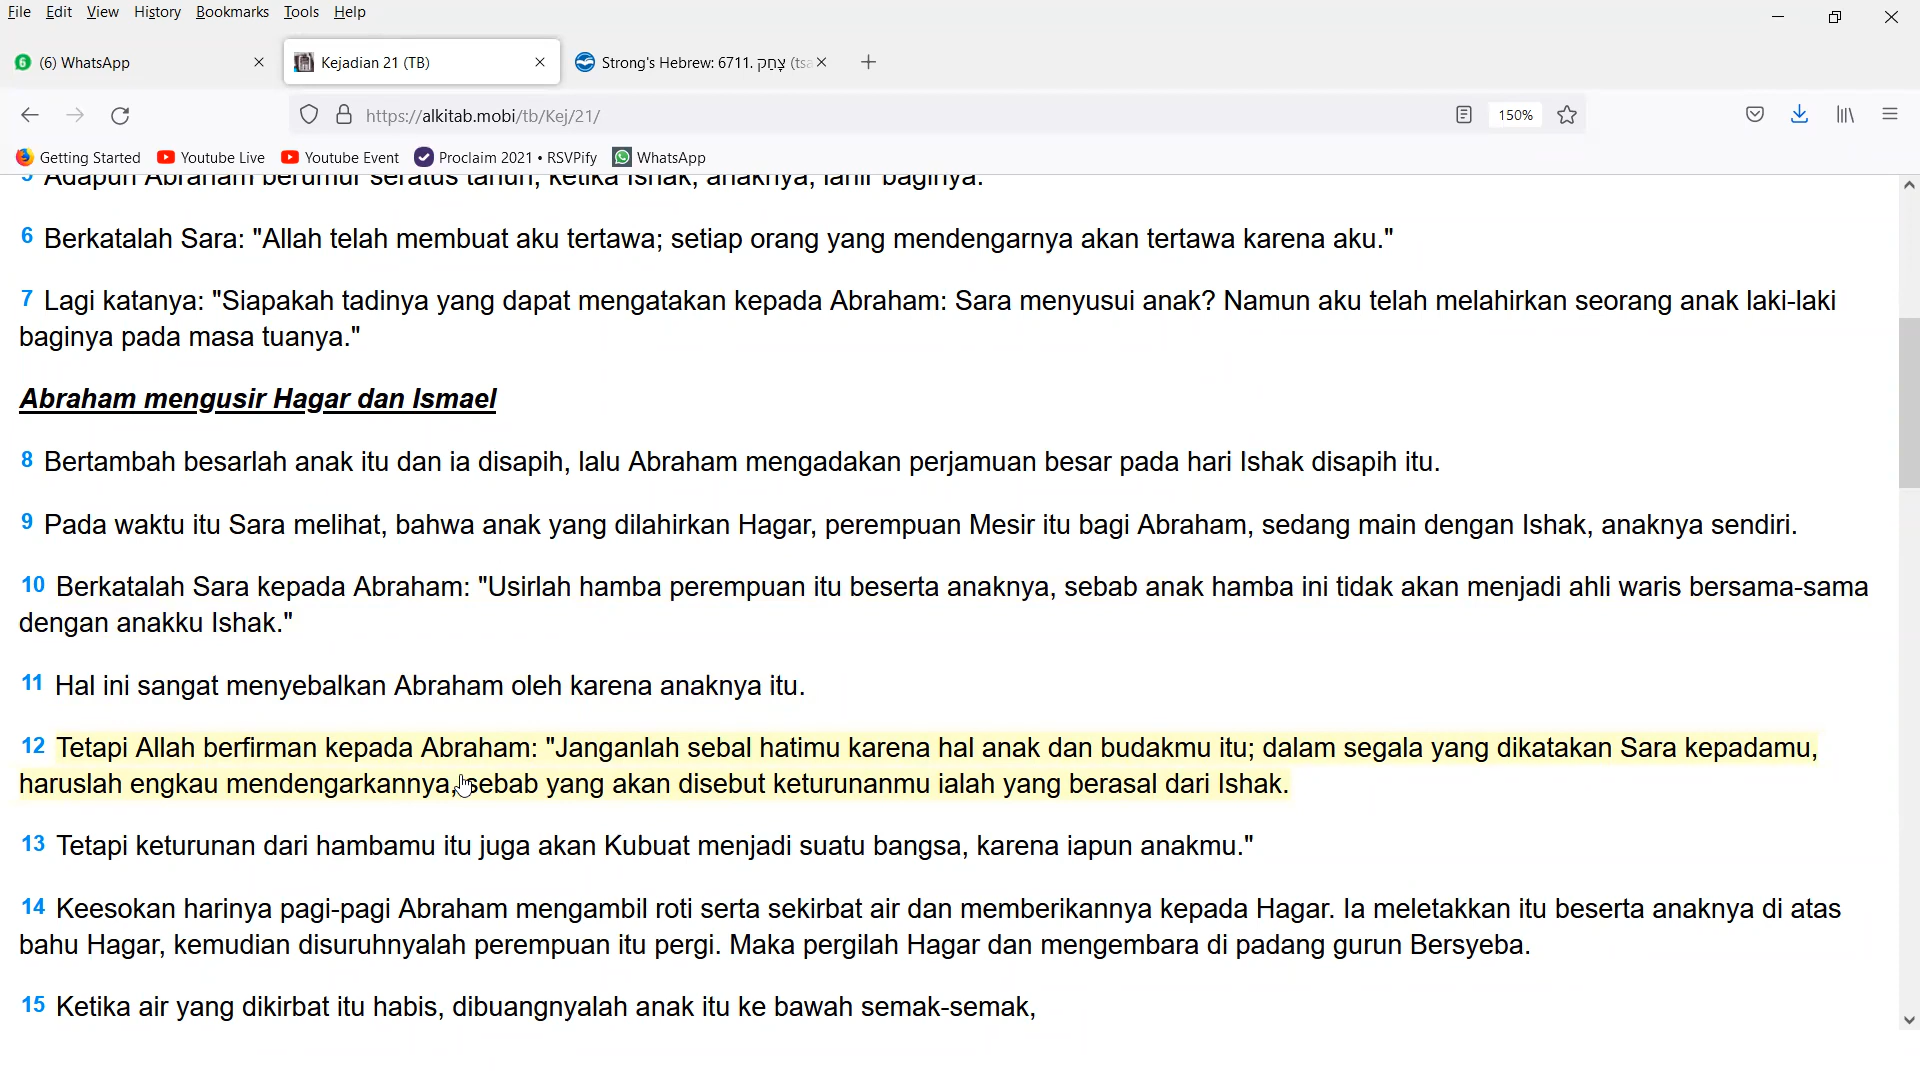 File Edit View History Bookmarks Tools Help
(6) WhatsApp
Kejadian 21 (TB)
Strong's Hebrew: 6711. צָחַק (tsa
https://alkitab.mobi/tb/Kej/21/
150%
Getting Started Youtube Live Youtube Event Proclaim 2021 • RSVPify WhatsApp
5 Adapun Abraham berumur seratus tahun, ketika Ishak, anaknya, lahir baginya.
6 Berkatalah Sara: "Allah telah membuat aku tertawa; setiap orang yang mendengarnya akan tertawa karena aku."
7 Lagi katanya: "Siapakah tadinya yang dapat mengatakan kepada Abraham: Sara menyusui anak? Namun aku telah melahirkan seorang anak laki-laki
baginya pada masa tuanya."
Abraham mengusir Hagar dan Ismael
8 Bertambah besarlah anak itu dan ia disapih, lalu Abraham mengadakan perjamuan besar pada hari Ishak disapih itu.
9 Pada waktu itu Sara melihat, bahwa anak yang dilahirkan Hagar, perempuan Mesir itu bagi Abraham, sedang main dengan Ishak, anaknya sendiri.
10 Berkatalah Sara kepada Abraham: "Usirlah hamba perempuan itu beserta anaknya, sebab anak hamba ini tidak akan menjadi ahli waris bersama-sama
dengan anakku Ishak."
11 Hal ini sangat menyebalkan Abraham oleh karena anaknya itu.
12 Tetapi Allah berfirman kepada Abraham: "Janganlah sebal hatimu karena hal anak dan budakmu itu; dalam segala yang dikatakan Sara kepadamu,
haruslah engkau mendengarkannya, sebab yang akan disebut keturunanmu ialah yang berasal dari Ishak.
13 Tetapi keturunan dari hambamu itu juga akan Kubuat menjadi suatu bangsa, karena iapun anakmu."
14 Keesokan harinya pagi-pagi Abraham mengambil roti serta sekirbat air dan memberikannya kepada Hagar. Ia meletakkan itu beserta anaknya di atas
bahu Hagar, kemudian disuruhnyalah perempuan itu pergi. Maka pergilah Hagar dan mengembara di padang gurun Bersyeba.
15 Ketika air yang dikirbat itu habis, dibuangnyalah anak itu ke bawah semak-semak,